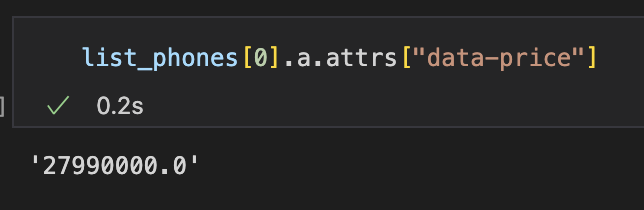 list_phones[0].a.attrs["data-price"]
] ✓ 0.2s
'27990000.0'